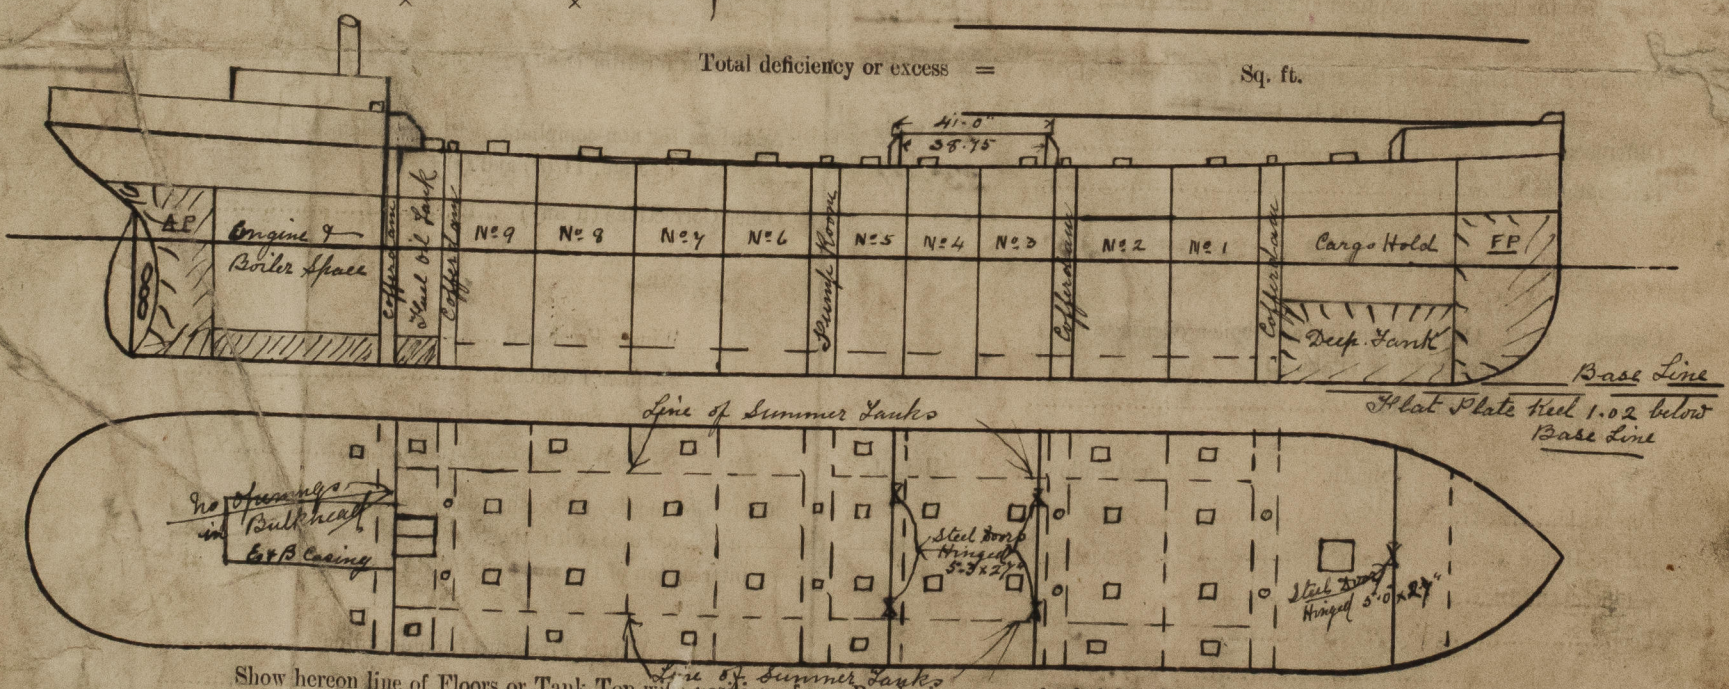 Total deficiency or excess = Sq. ft.
41·0"
38·75
AP
Engine &
Boiler Space
Cofferdam
Fuel Oil Tank
Cofferdam
No 9
No 8
No 7
No 6
Pump Room
No 5
No 4
No 3
Cofferdam
No 2
No 1
Cofferdam
Cargo Hold
Deep Tank
FP
Base Line
Flat Plate Keel 1.02 below
Base Line
Line of Summer Tanks
No openings
in Bulkhead
E & B Casing
Steel Doors
Hinged
Steel Door
Hinged 5·0 x 27"
Line of Summer Tanks
Show hereon line of Floors or Tank Top